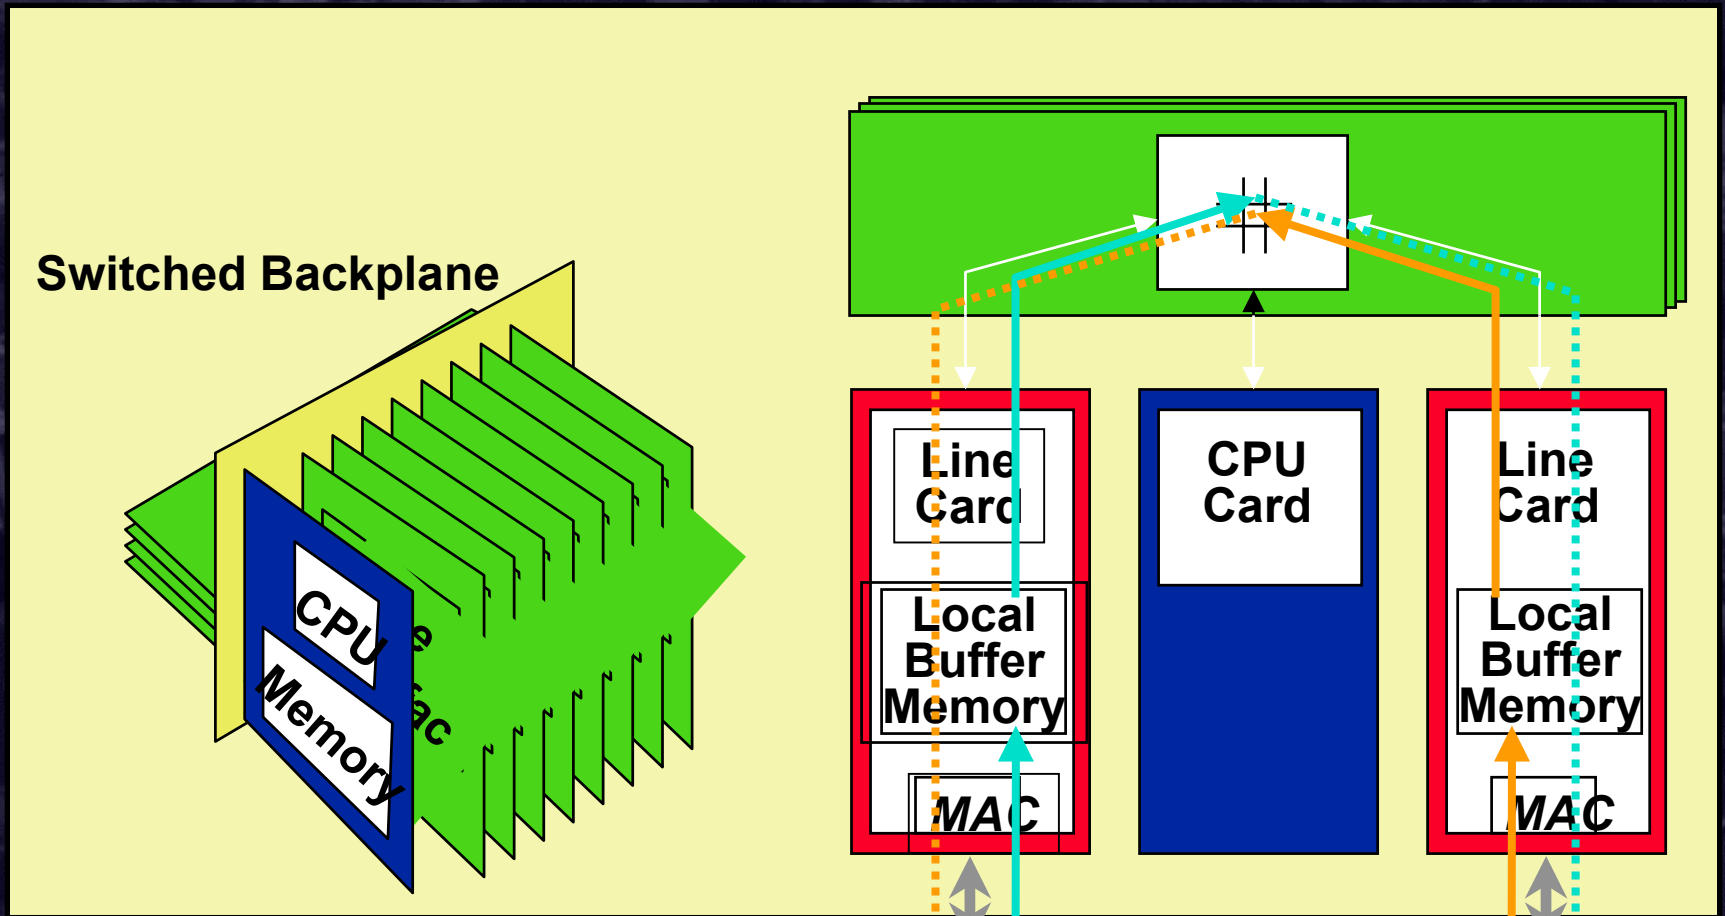 Switched Backplane
CPU
Memory
Line
Card
Local
Buffer
Memory
MAC
CPU
Card
Line
Card
Local
Buffer
Memory
MAC